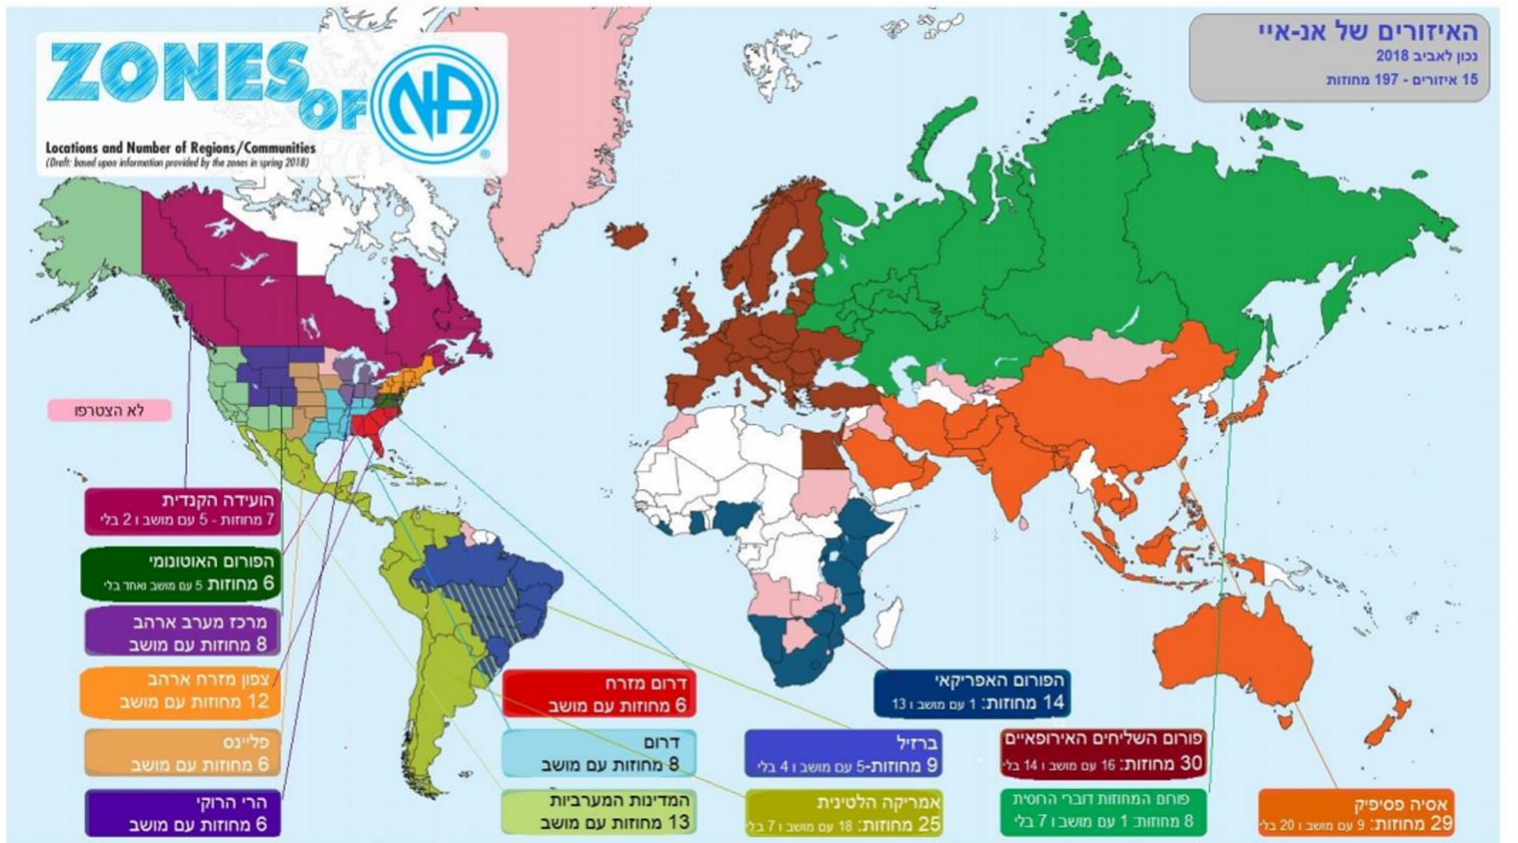 ZONES
OF NA
®
Locations and Number of Regions/Communities
(Draft: based upon information provided by the zones in spring 2018)
האיזורים של אנ-איי
נכון לאביב 2018
15 איזורים - 197 מחוזות
לא הצטרפו
הועידה הקנדית
7 מחוזות - 5 עם מושב ו 2 בלי
הפורום האוטונומי
6 מחוזות 5 עם מושב ואחד בלי
מרכז מערב ארהב
8 מחוזות עם מושב
צפון מזרח ארהב
12 מחוזות עם מושב
פליינס
6 מחוזות עם מושב
הרי הרוקי
6 מחוזות עם מושב
דרום מזרח
6 מחוזות עם מושב
דרום
8 מחוזות עם מושב
המדינות המערביות
13 מחוזות עם מושב
ברזיל
9 מחוזות-5 עם מושב ו 4 בלי
אמריקה הלטינית
25 מחוזות: 18 עם מושב ו 7 בלי
הפורום האפריקאי
14 מחוזות: 1 עם מושב ו 13
פורום השליחים האירופאיים
30 מחוזות: 16 עם מושב ו 14 בלי
פורום המחוזות דוברי הרוסית
8 מחוזות: 1 עם מושב ו 7 בלי
אסיה פסיפיק
29 מחוזות: 9 עם מושב ו 20 בלי